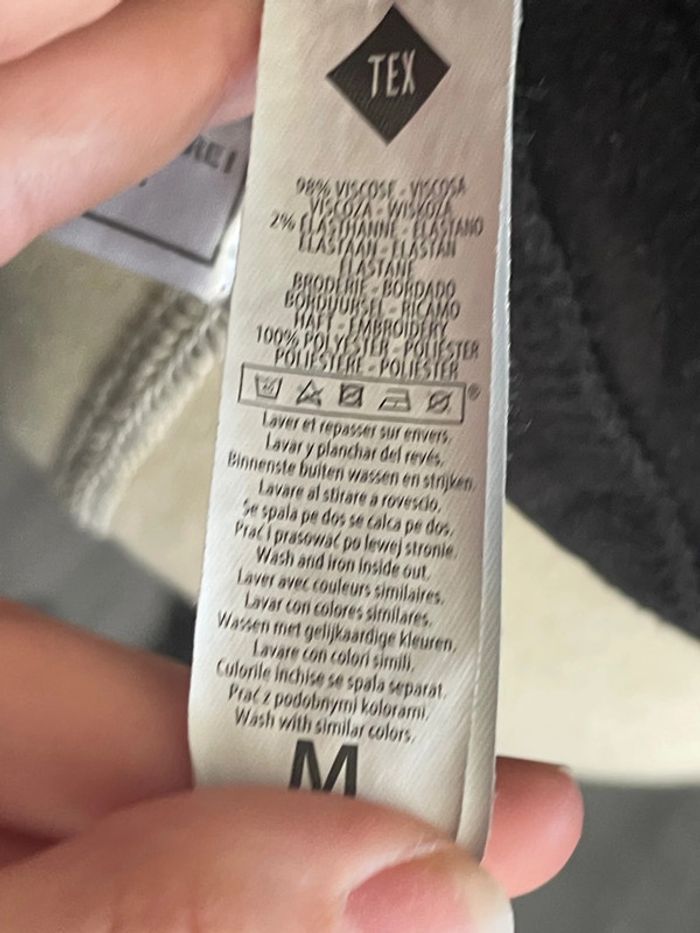 TEX
98% VISCOSE - VISCOSA
VISCOZA - WISKOZA
2% ÉLASTHANNE - ELASTANO
ELASTAAN - ELASTAN
ELASTANE
BRODERIE - BORDADO
BORDUURSEL - RICAMO
HAFT - EMBROIDERY
100% POLYESTER - POLIÉSTER
POLIESTERE - POLIESTER
®
Laver et repasser sur envers.
Lavar y planchar del revés.
Binnenste buiten wassen en strijken.
Lavare al stirare a rovescio.
Se spala pe dos se calca pe dos.
Prać i prasować po lewej stronie.
Wash and iron inside out.
Laver avec couleurs similaires.
Lavar con colores similares.
Wassen met gelijkaardige kleuren.
Lavare con colori simili.
Culorile inchise se spala separat.
Prać z podobnymi kolorami.
Wash with similar colors.
M